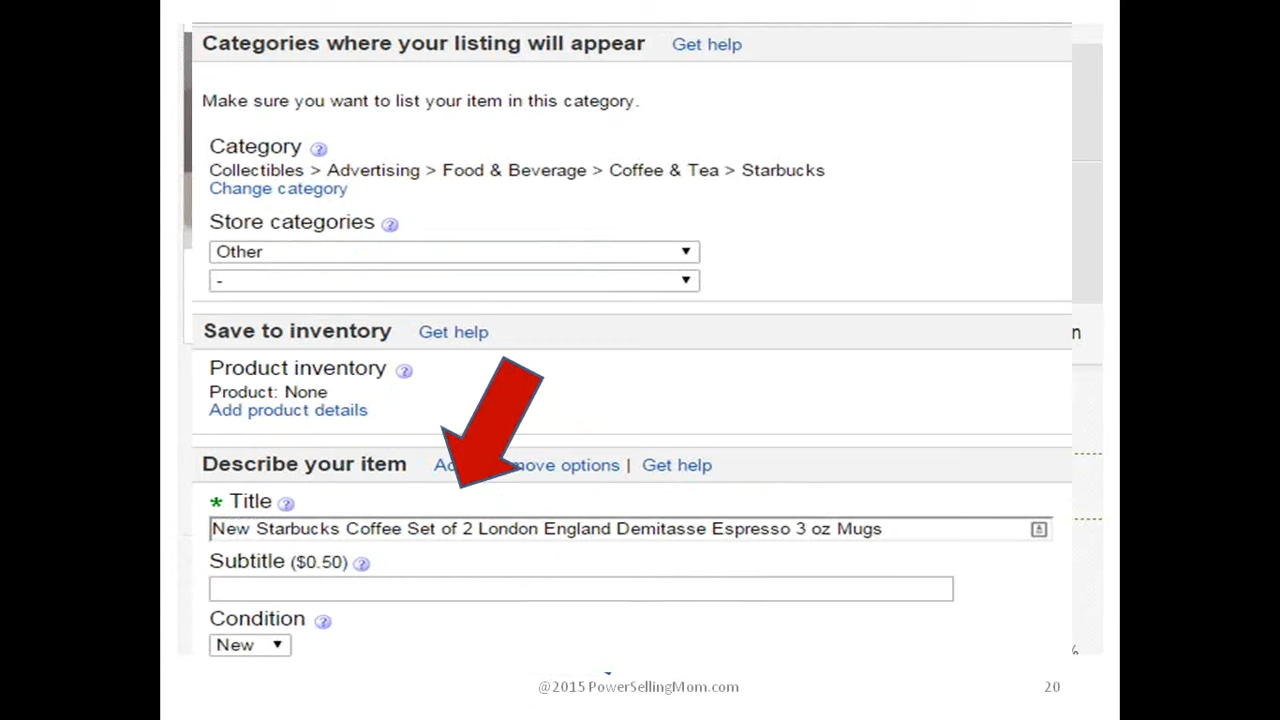 Categories where your listing will appear Get help
Make sure you want to list your item in this category.
Category
Collectibles > Advertising > Food & Beverage > Coffee & Tea > Starbucks
Change category
Store categories
Other
-
Save to inventory Get help
n
Product inventory
Product: None
Add product details
Describe your item move options | Get help
* Title
New Starbucks Coffee Set of 2 London England Demitasse Espresso 3 oz Mugs
Subtitle ($0.50)
Condition
New
@2015 PowerSellingMom.com
20